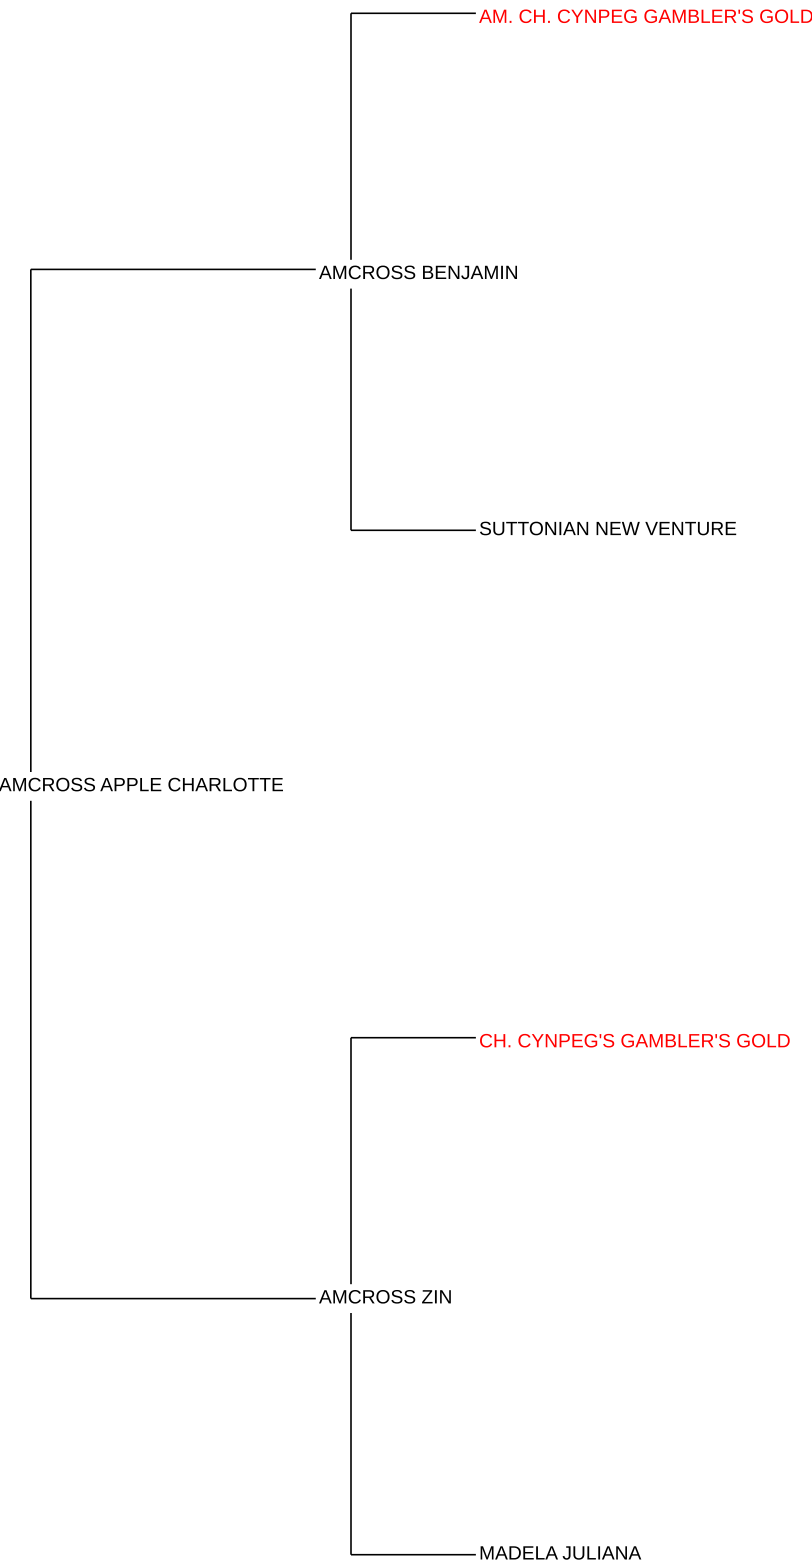 AM. CH. CYNPEG GAMBLER'S GOLD
AMCROSS BENJAMIN
SUTTONIAN NEW VENTURE
AMCROSS APPLE CHARLOTTE
CH. CYNPEG'S GAMBLER'S GOLD
AMCROSS ZIN
MADELA JULIANA